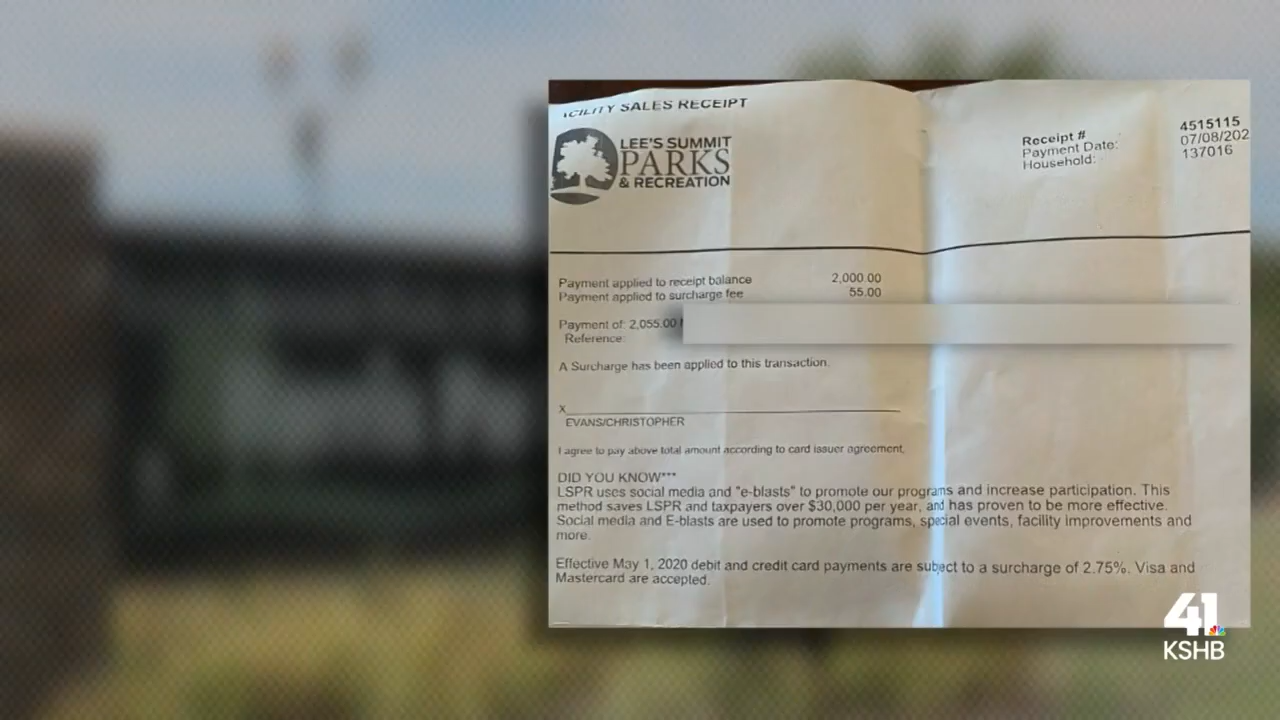 ACILITY SALES RECEIPT
LEE'S SUMMIT
PARKS
& RECREATION
Receipt # 4515115
Payment Date: 07/08/202
Household: 137016
Payment applied to receipt balance 2,000.00
Payment applied to surcharge fee 55.00
Payment of: 2,055.00
Reference:
A Surcharge has been applied to this transaction.
X
EVANS/CHRISTOPHER
I agree to pay above total amount according to card issuer agreement,
DID YOU KNOW***
LSPR uses social media and "e-blasts" to promote our programs and increase participation. This
method saves LSPR and taxpayers over $30,000 per year, and has proven to be more effective.
Social media and E-blasts are used to promote programs, special events, facility improvements and
more.
Effective May 1, 2020 debit and credit card payments are subject to a surcharge of 2.75%. Visa and
Mastercard are accepted.
41
KSHB